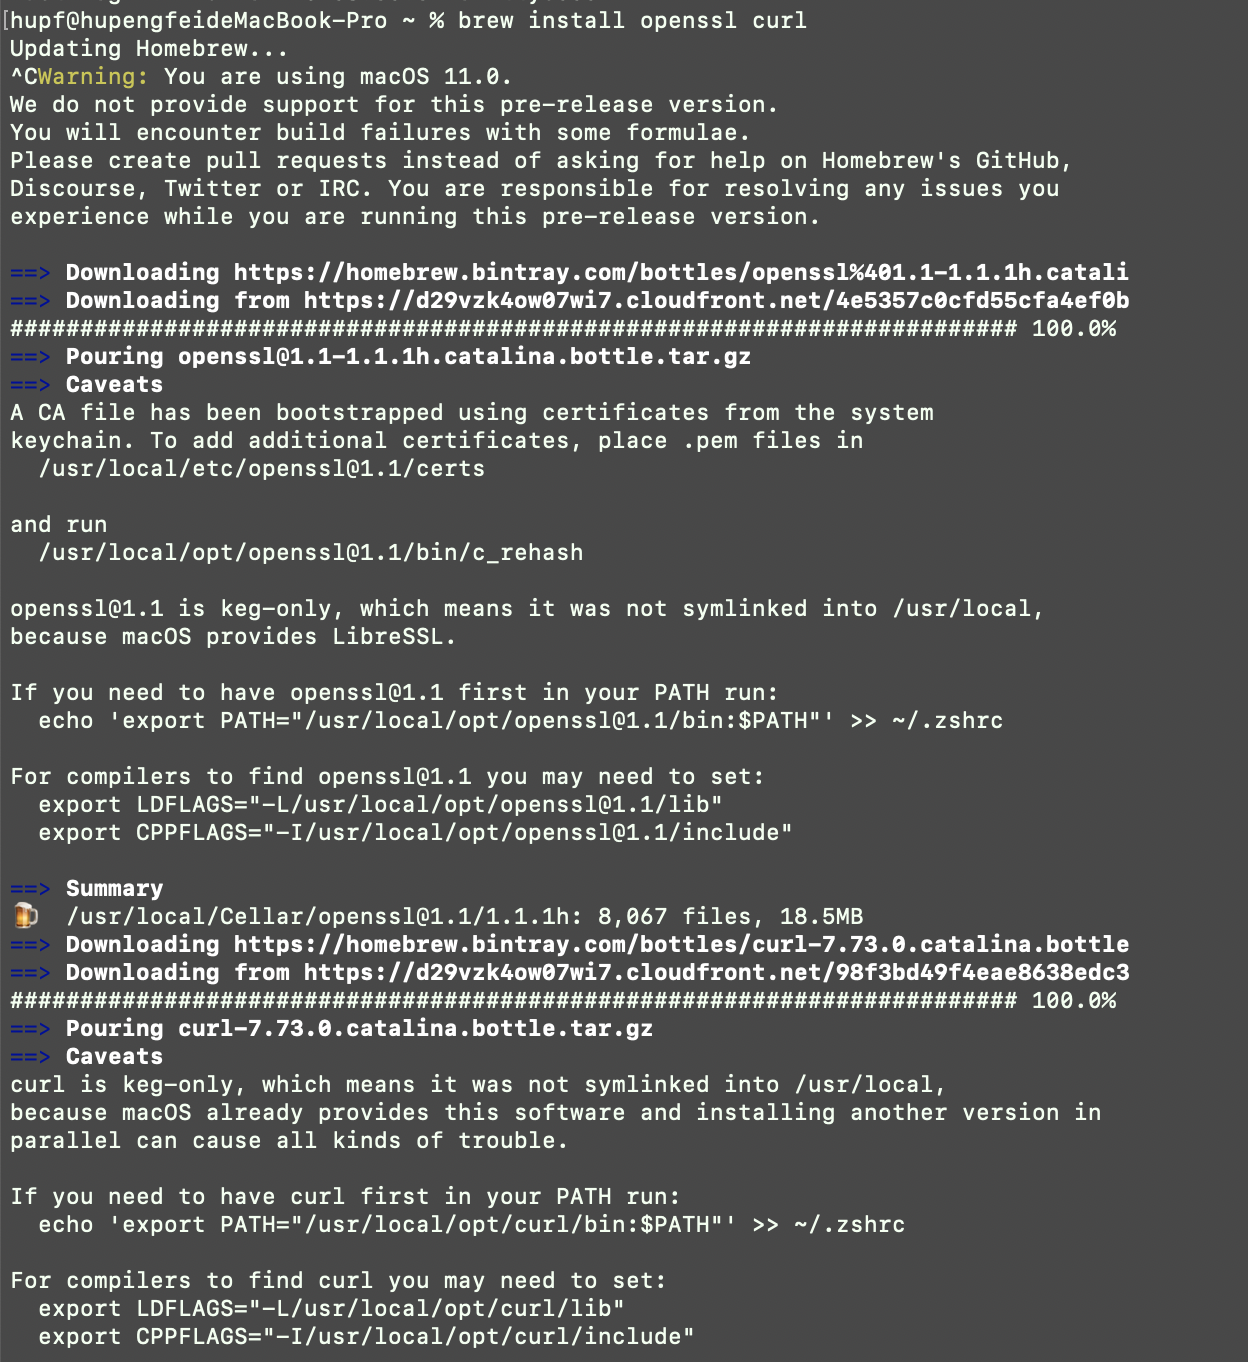 [hupf@hupengfeideMacBook-Pro ~ % brew install openssl curl
Updating Homebrew...
^CWarning: You are using macOS 11.0.
We do not provide support for this pre-release version.
You will encounter build failures with some formulae.
Please create pull requests instead of asking for help on Homebrew's GitHub,
Discourse, Twitter or IRC. You are responsible for resolving any issues you
experience while you are running this pre-release version.
==> Downloading https://homebrew.bintray.com/bottles/openssl%401.1-1.1.1h.catali
==> Downloading from https://d29vzk4ow07wi7.cloudfront.net/4e5357c0cfd55cfa4ef0b
######################################################################## 100.0%
==> Pouring openssl@1.1-1.1.1h.catalina.bottle.tar.gz
==> Caveats
A CA file has been bootstrapped using certificates from the system
keychain. To add additional certificates, place .pem files in
  /usr/local/etc/openssl@1.1/certs
and run
  /usr/local/opt/openssl@1.1/bin/c_rehash
openssl@1.1 is keg-only, which means it was not symlinked into /usr/local,
because macOS provides LibreSSL.
If you need to have openssl@1.1 first in your PATH run:
  echo 'export PATH="/usr/local/opt/openssl@1.1/bin:$PATH"' >> ~/.zshrc
For compilers to find openssl@1.1 you may need to set:
  export LDFLAGS="-L/usr/local/opt/openssl@1.1/lib"
  export CPPFLAGS="-I/usr/local/opt/openssl@1.1/include"
==> Summary
🍺  /usr/local/Cellar/openssl@1.1/1.1.1h: 8,067 files, 18.5MB
==> Downloading https://homebrew.bintray.com/bottles/curl-7.73.0.catalina.bottle
==> Downloading from https://d29vzk4ow07wi7.cloudfront.net/98f3bd49f4eae8638edc3
######################################################################## 100.0%
==> Pouring curl-7.73.0.catalina.bottle.tar.gz
==> Caveats
curl is keg-only, which means it was not symlinked into /usr/local,
because macOS already provides this software and installing another version in
parallel can cause all kinds of trouble.
If you need to have curl first in your PATH run:
  echo 'export PATH="/usr/local/opt/curl/bin:$PATH"' >> ~/.zshrc
For compilers to find curl you may need to set:
  export LDFLAGS="-L/usr/local/opt/curl/lib"
  export CPPFLAGS="-I/usr/local/opt/curl/include"